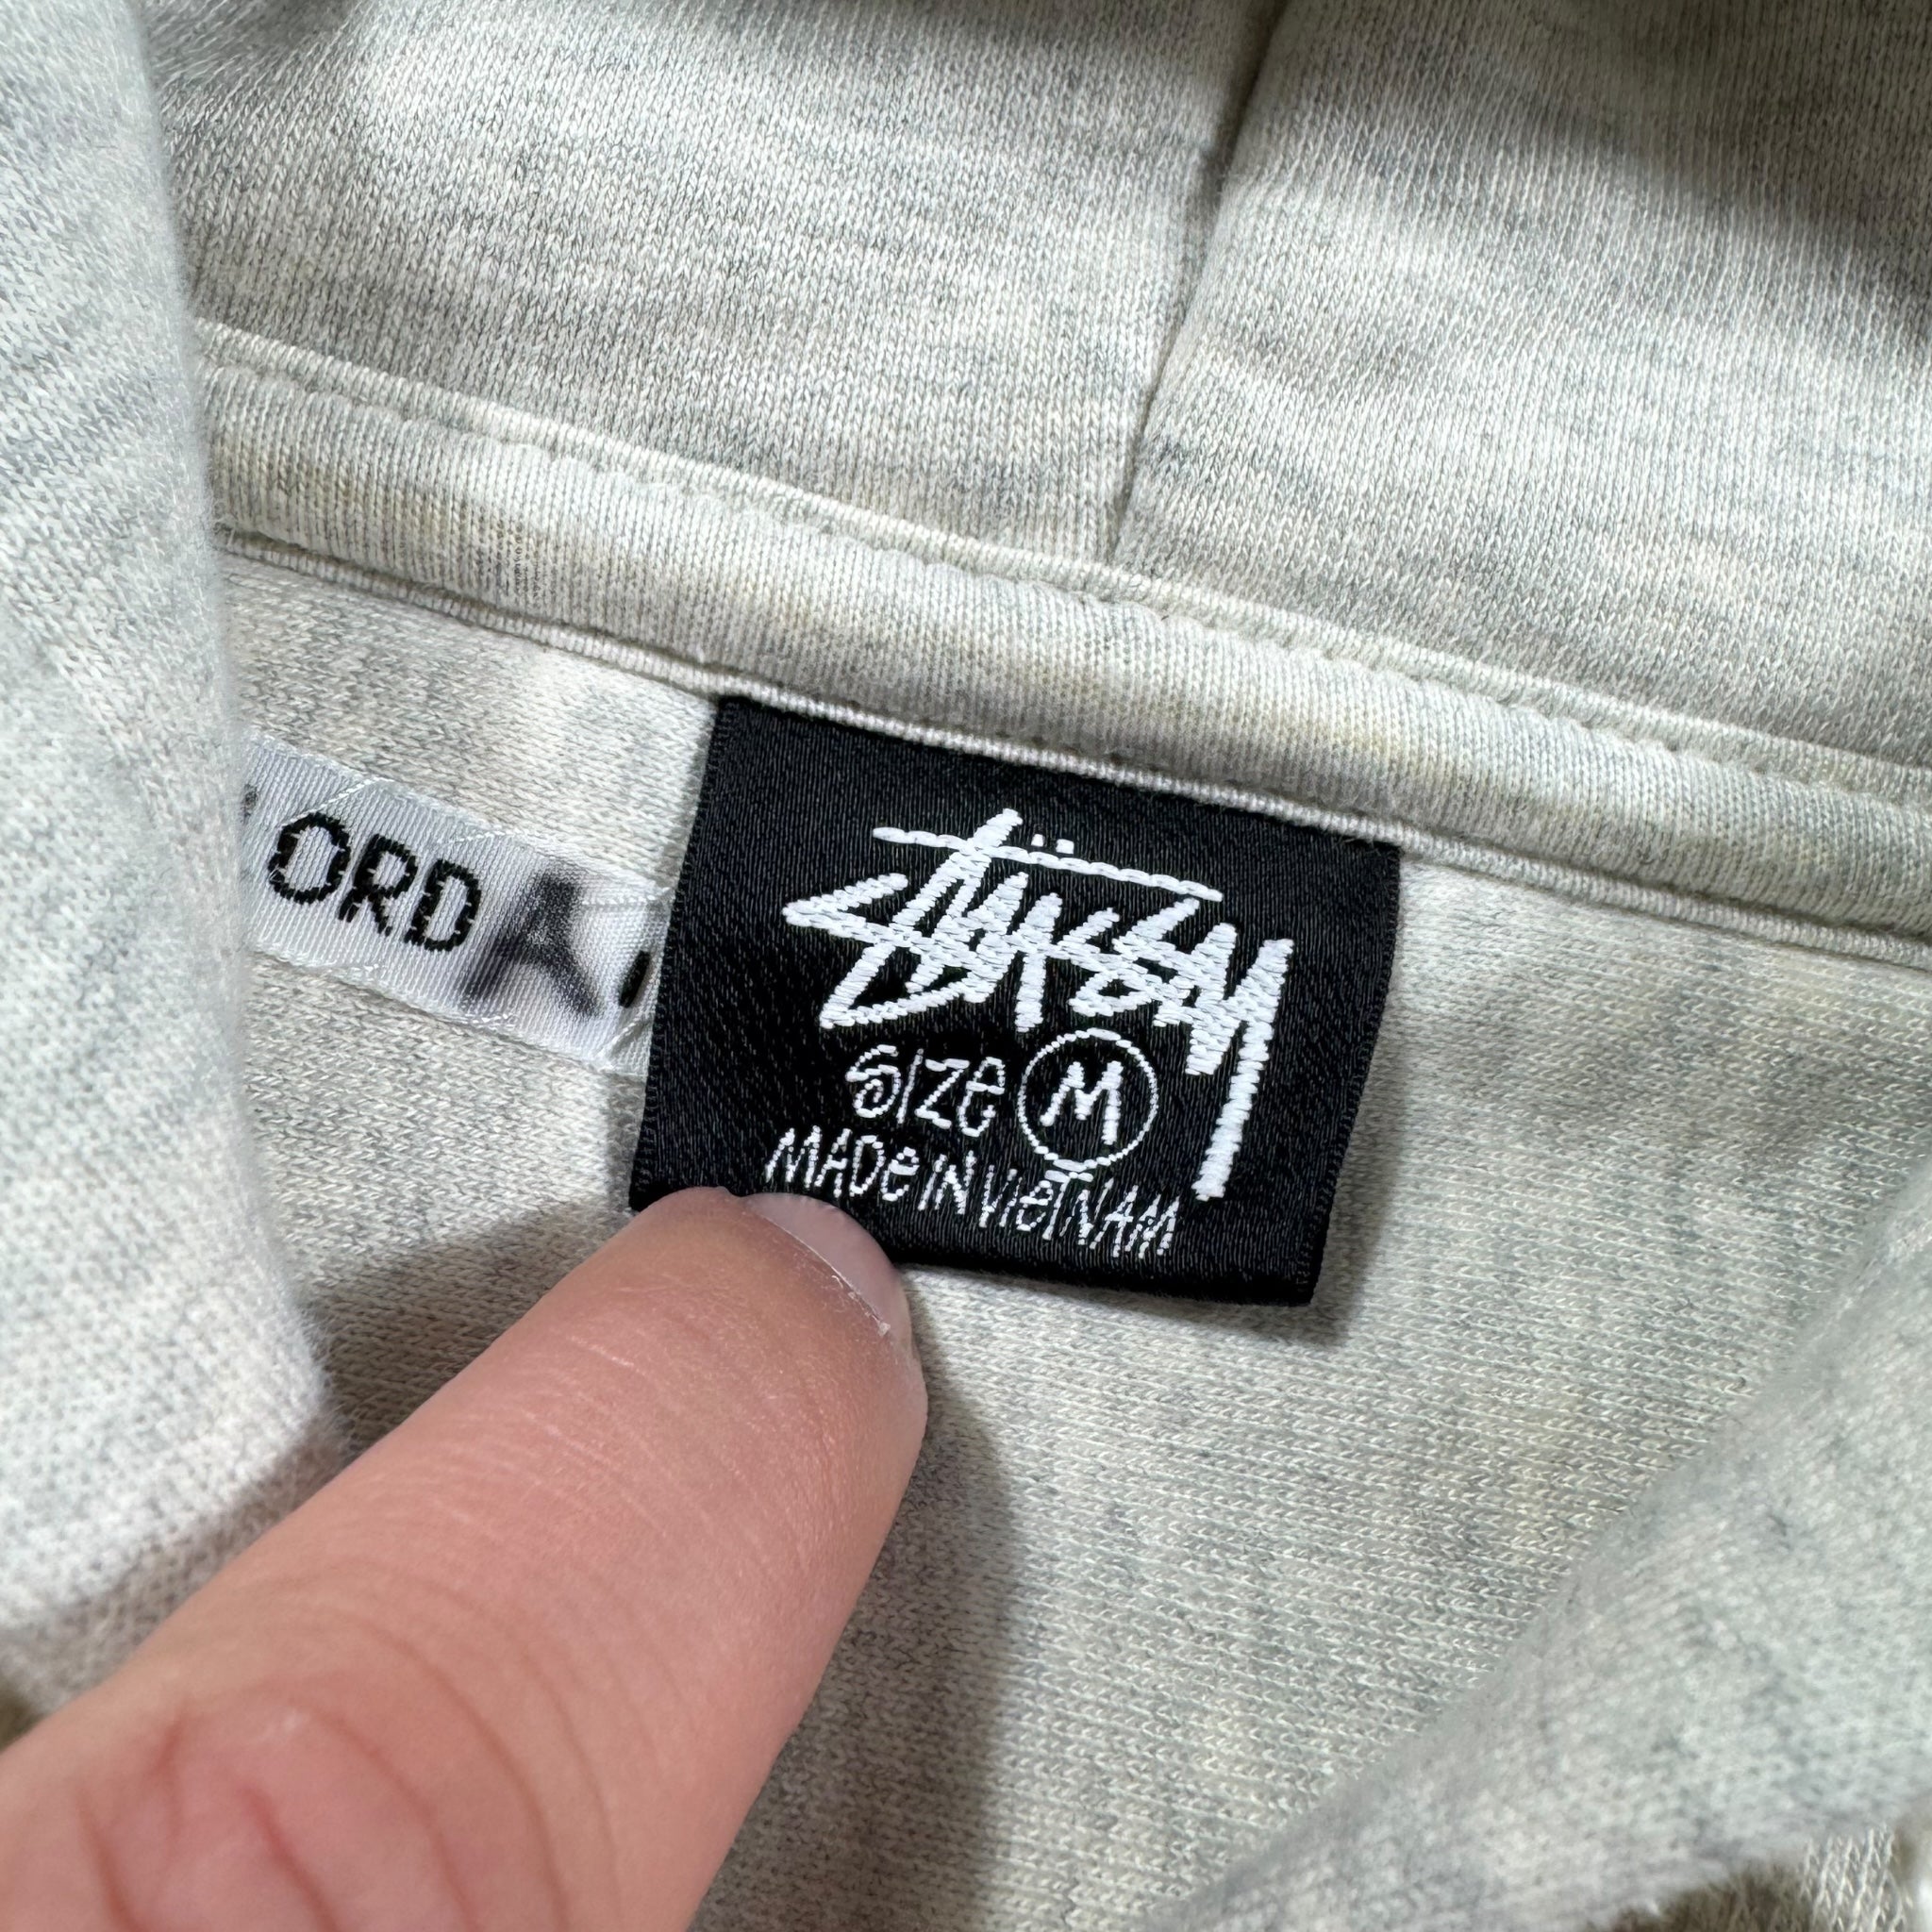 ORD A
STÜSSY
SIZE M
MADE IN VIETNAM